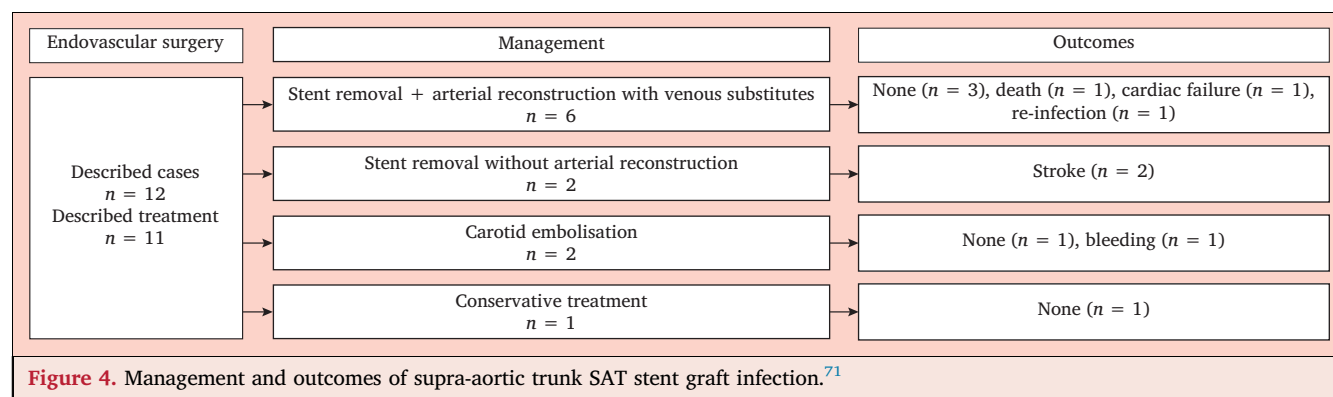 Endovascular surgery
Management
Outcomes
Described cases
n = 12
Described treatment
n = 11
Stent removal + arterial reconstruction with venous substitutes
n = 6
None (n = 3), death (n = 1), cardiac failure (n = 1),
re-infection (n = 1)
Stent removal without arterial reconstruction
n = 2
Stroke (n = 2)
Carotid embolisation
n = 2
None (n = 1), bleeding (n = 1)
Conservative treatment
n = 1
None (n = 1)
Figure 4. Management and outcomes of supra-aortic trunk SAT stent graft infection.71